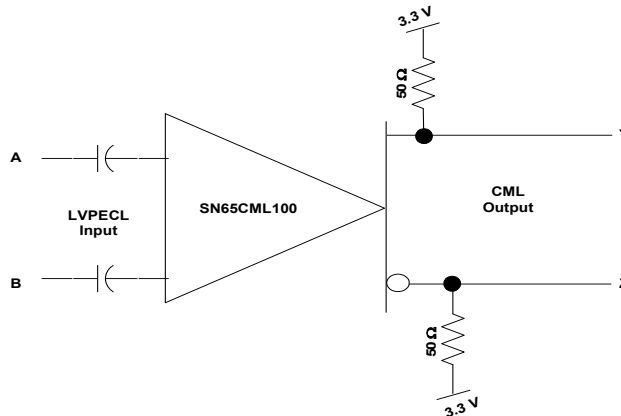 3.3 V
50 Ω
A
LVPECL
Input
B
SN65CML100
CML
Output
50 Ω
3.3 V